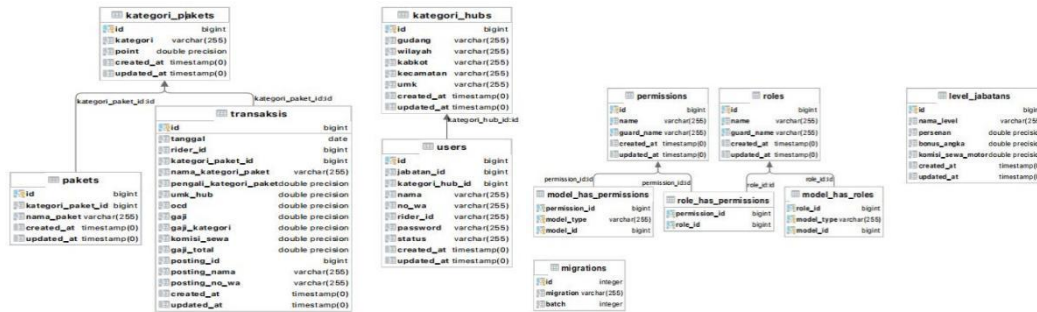 kategori_pakets
id bigint
kategori varchar(255)
point double precision
created_at timestamp(0)
updated_at timestamp(0)
kategori_paket_id:id
kategori_paket_id:id
transaksis
id bigint
tanggal date
rider_id bigint
kategori_paket_id bigint
nama_kategori_paket varchar(255)
pengali_kategori_paket double precision
umk_hub double precision
ocd double precision
gaji double precision
gaji_kategori double precision
komisi_sewa double precision
gaji_total double precision
posting_id bigint
posting_nama varchar(255)
posting_no_wa varchar(255)
created_at timestamp(0)
updated_at timestamp(0)
pakets
id bigint
kategori_paket_id bigint
nama_paket varchar(255)
created_at timestamp(0)
updated_at timestamp(0)
kategori_hubs
id bigint
gudang varchar(255)
wilayah varchar(255)
kabkot varchar(255)
kecamatan varchar(255)
umk varchar(255)
created_at timestamp(0)
updated_at timestamp(0)
kategori_hub_id:id
users
id bigint
jabatan_id bigint
kategori_hub_id bigint
nama varchar(255)
no_wa varchar(255)
rider_id varchar(255)
password varchar(255)
status varchar(255)
created_at timestamp(0)
updated_at timestamp(0)
permissions
id bigint
name varchar(255)
guard_name varchar(255)
created_at timestamp(0)
updated_at timestamp(0)
roles
id bigint
name varchar(255)
guard_name varchar(255)
created_at timestamp(0)
updated_at timestamp(0)
permission_id:id
permission_id:id
role_id:id
role_id:id
model_has_permissions
permission_id bigint
model_type varchar(255)
model_id bigint
role_has_permissions
permission_id bigint
role_id bigint
model_has_roles
role_id bigint
model_type varchar(255)
model_id bigint
level_jabatans
id bigint
nama_level varchar(255)
persenan double precision
bonus_angka double precision
komisi_sewa_motor double precision
created_at timestamp(0)
updated_at timestamp(0)
migrations
id integer
migration varchar(255)
batch integer